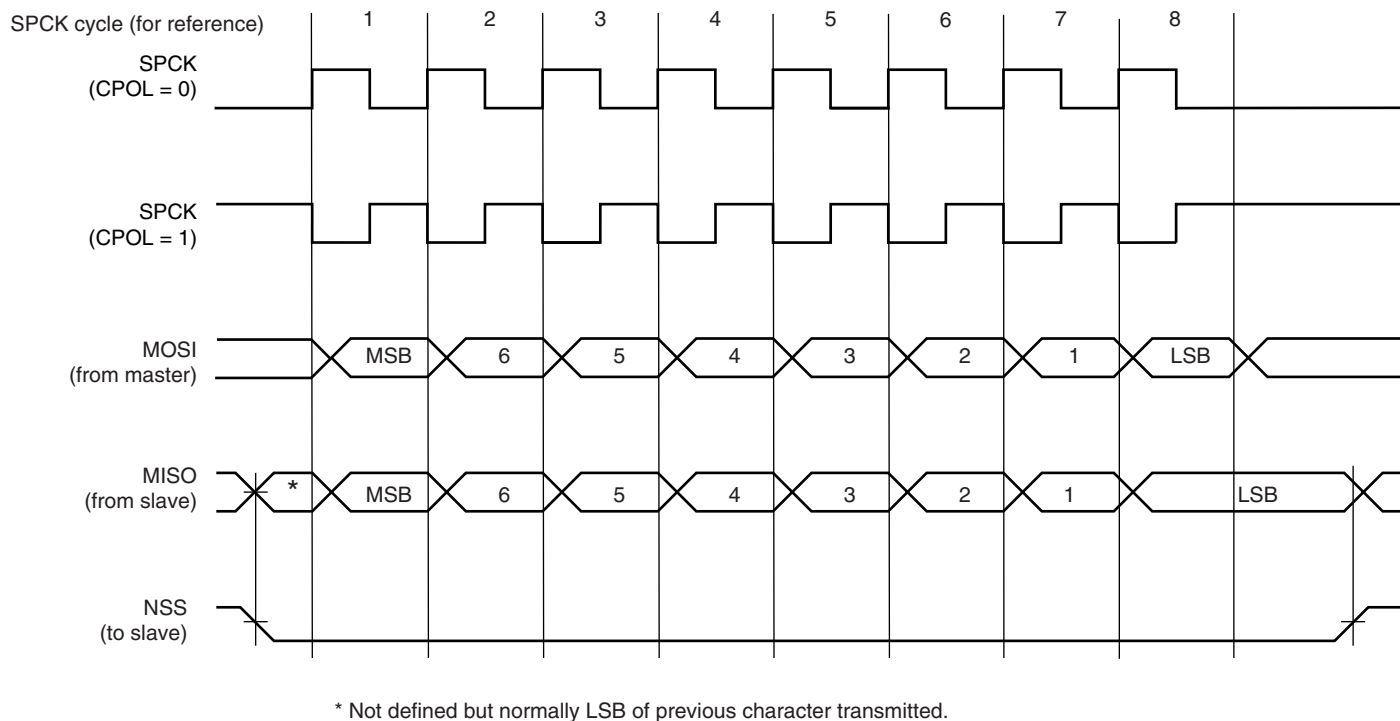 SPCK cycle (for reference)
1 2 3 4 5 6 7 8
SPCK
(CPOL = 0)
SPCK
(CPOL = 1)
MOSI
(from master)
MSB 6 5 4 3 2 1 LSB
MISO
(from slave)
* MSB 6 5 4 3 2 1 LSB
NSS
(to slave)
* Not defined but normally LSB of previous character transmitted.